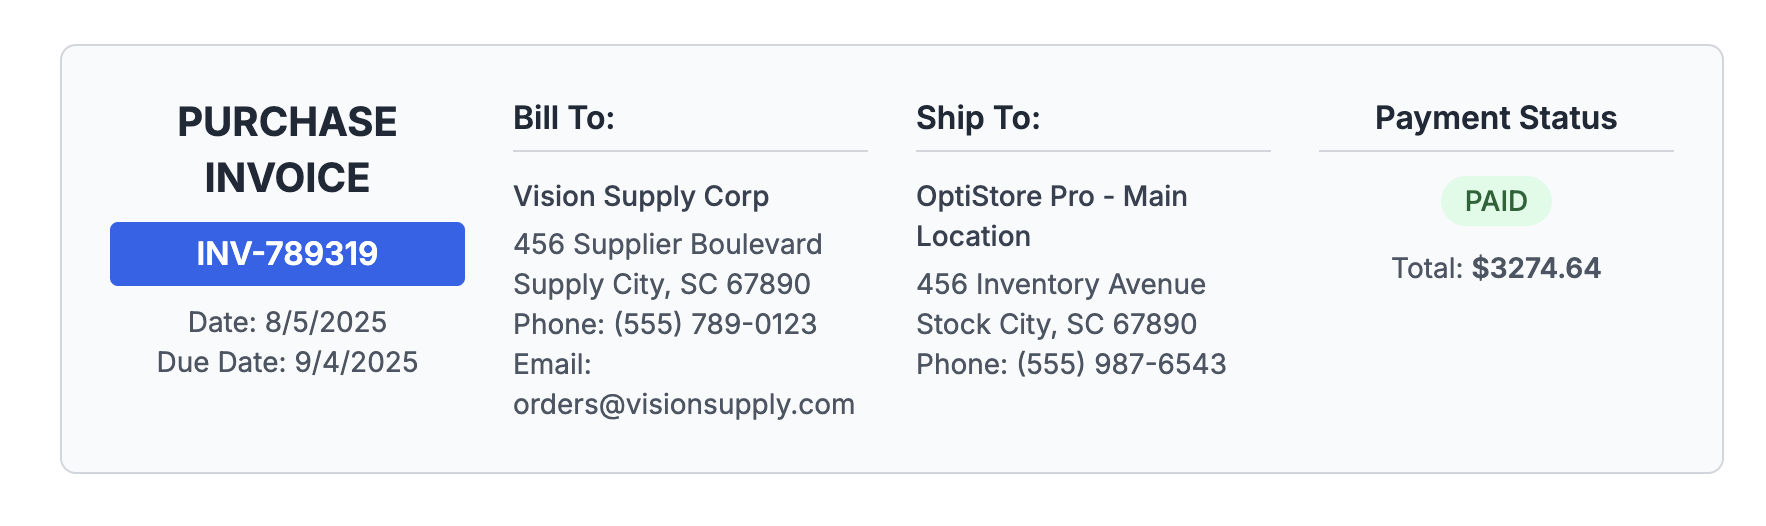 PURCHASE
INVOICE
INV-789319
Date: 8/5/2025
Due Date: 9/4/2025
Bill To:
Vision Supply Corp
456 Supplier Boulevard
Supply City, SC 67890
Phone: (555) 789-0123
Email:
orders@visionsupply.com
Ship To:
OptiStore Pro - Main
Location
456 Inventory Avenue
Stock City, SC 67890
Phone: (555) 987-6543
Payment Status
PAID
Total: $3274.64